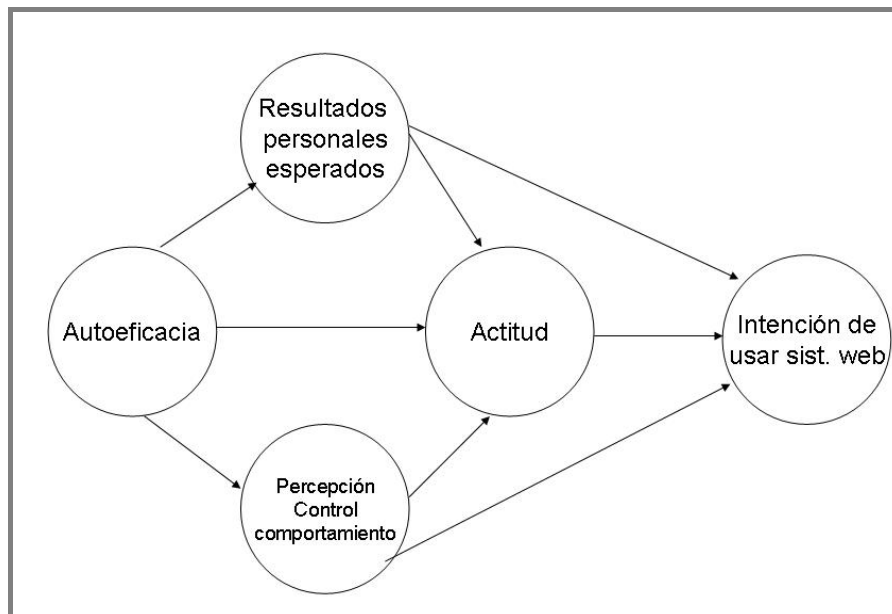 Resultados
personales
esperados
Autoeficacia
Actitud
Intención de
usar sist. web
Percepción
Control
comportamiento